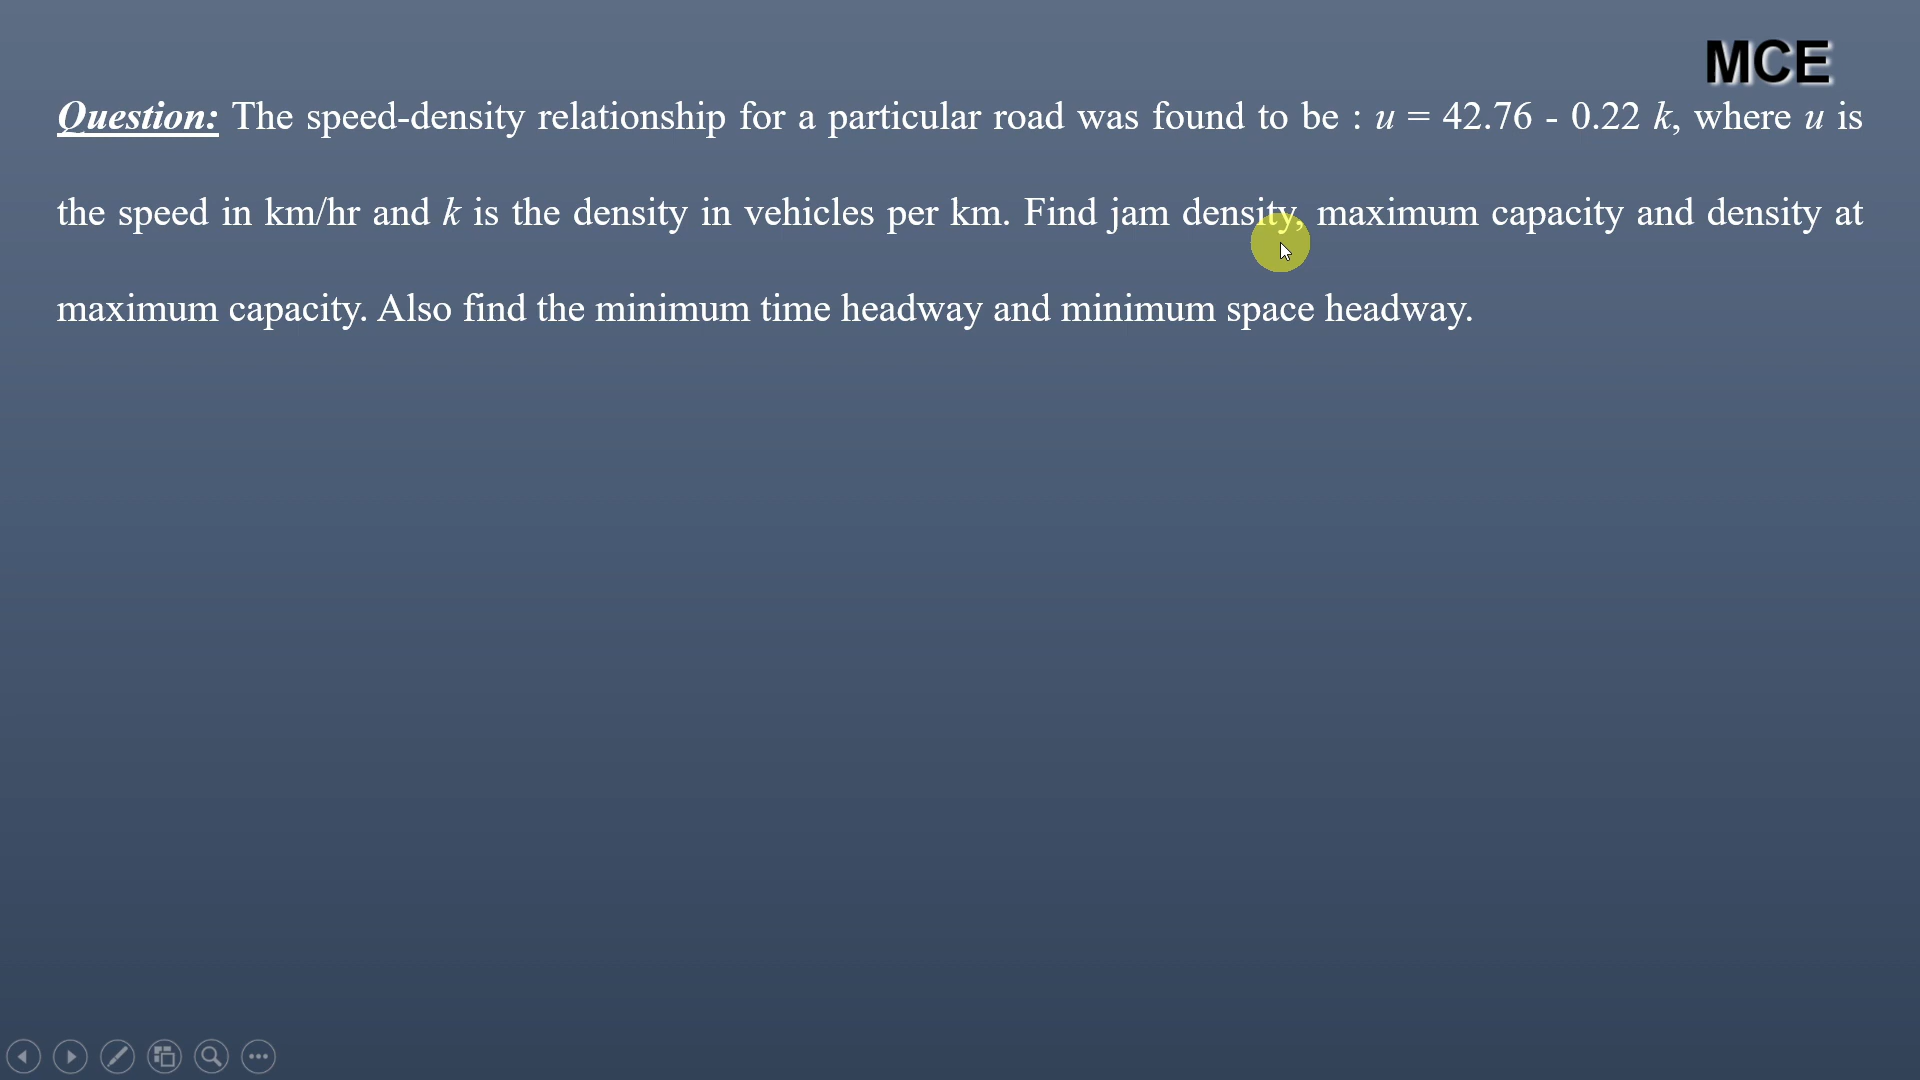 MCE
Question: The speed-density relationship for a particular road was found to be : u = 42.76 - 0.22 k, where u is
the speed in km/hr and k is the density in vehicles per km. Find jam density, maximum capacity and density at
maximum capacity. Also find the minimum time headway and minimum space headway.